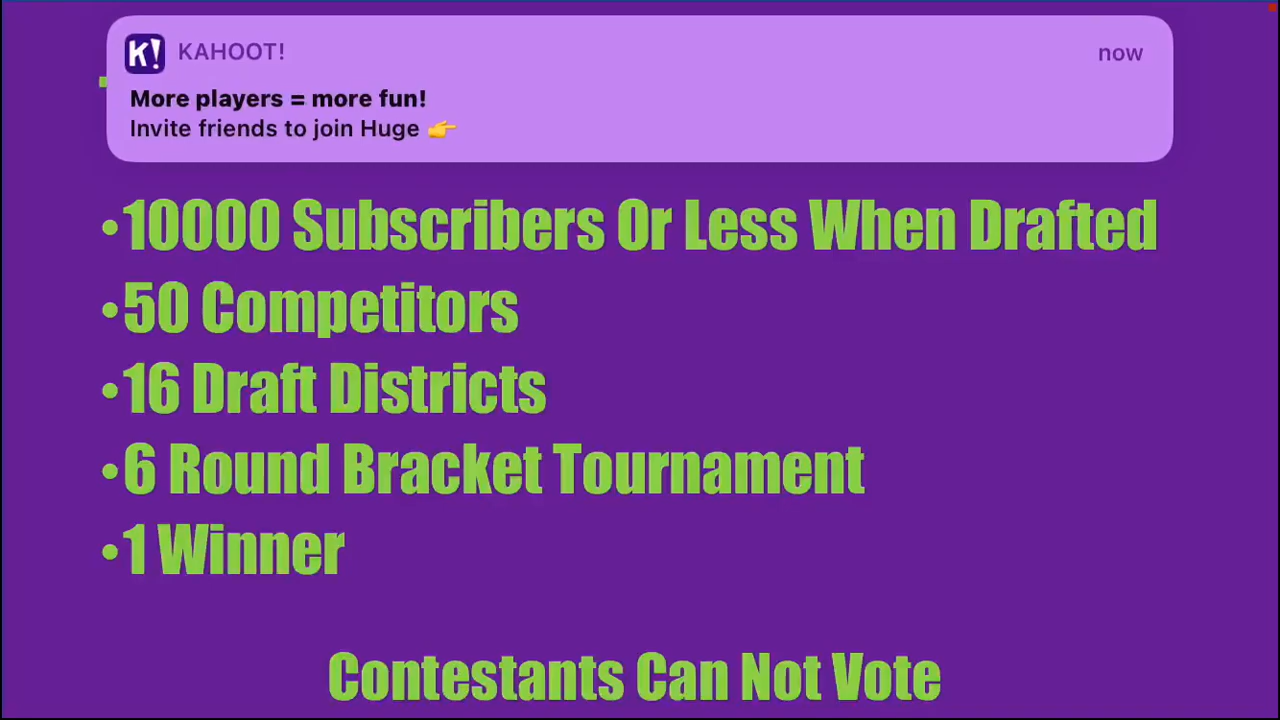 K! KAHOOT! now
More players = more fun!
Invite friends to join Huge 👉
•10000 Subscribers Or Less When Drafted
•50 Competitors
•16 Draft Districts
•6 Round Bracket Tournament
•1 Winner
Contestants Can Not Vote